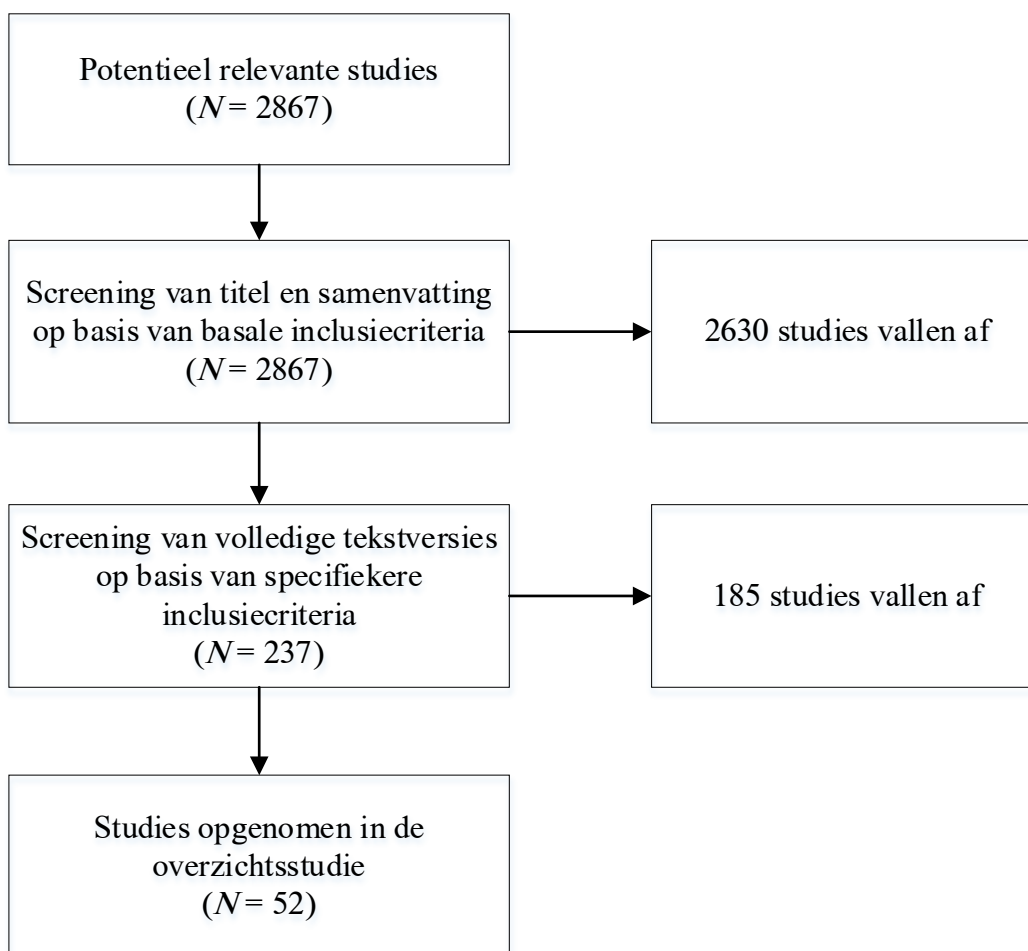 Potentieel relevante studies
(N = 2867)
Screening van titel en samenvatting
op basis van basale inclusiecriteria
(N = 2867)
2630 studies vallen af
Screening van volledige tekstversies
op basis van specifiekere
inclusiecriteria
(N = 237)
185 studies vallen af
Studies opgenomen in de
overzichtsstudie
(N = 52)